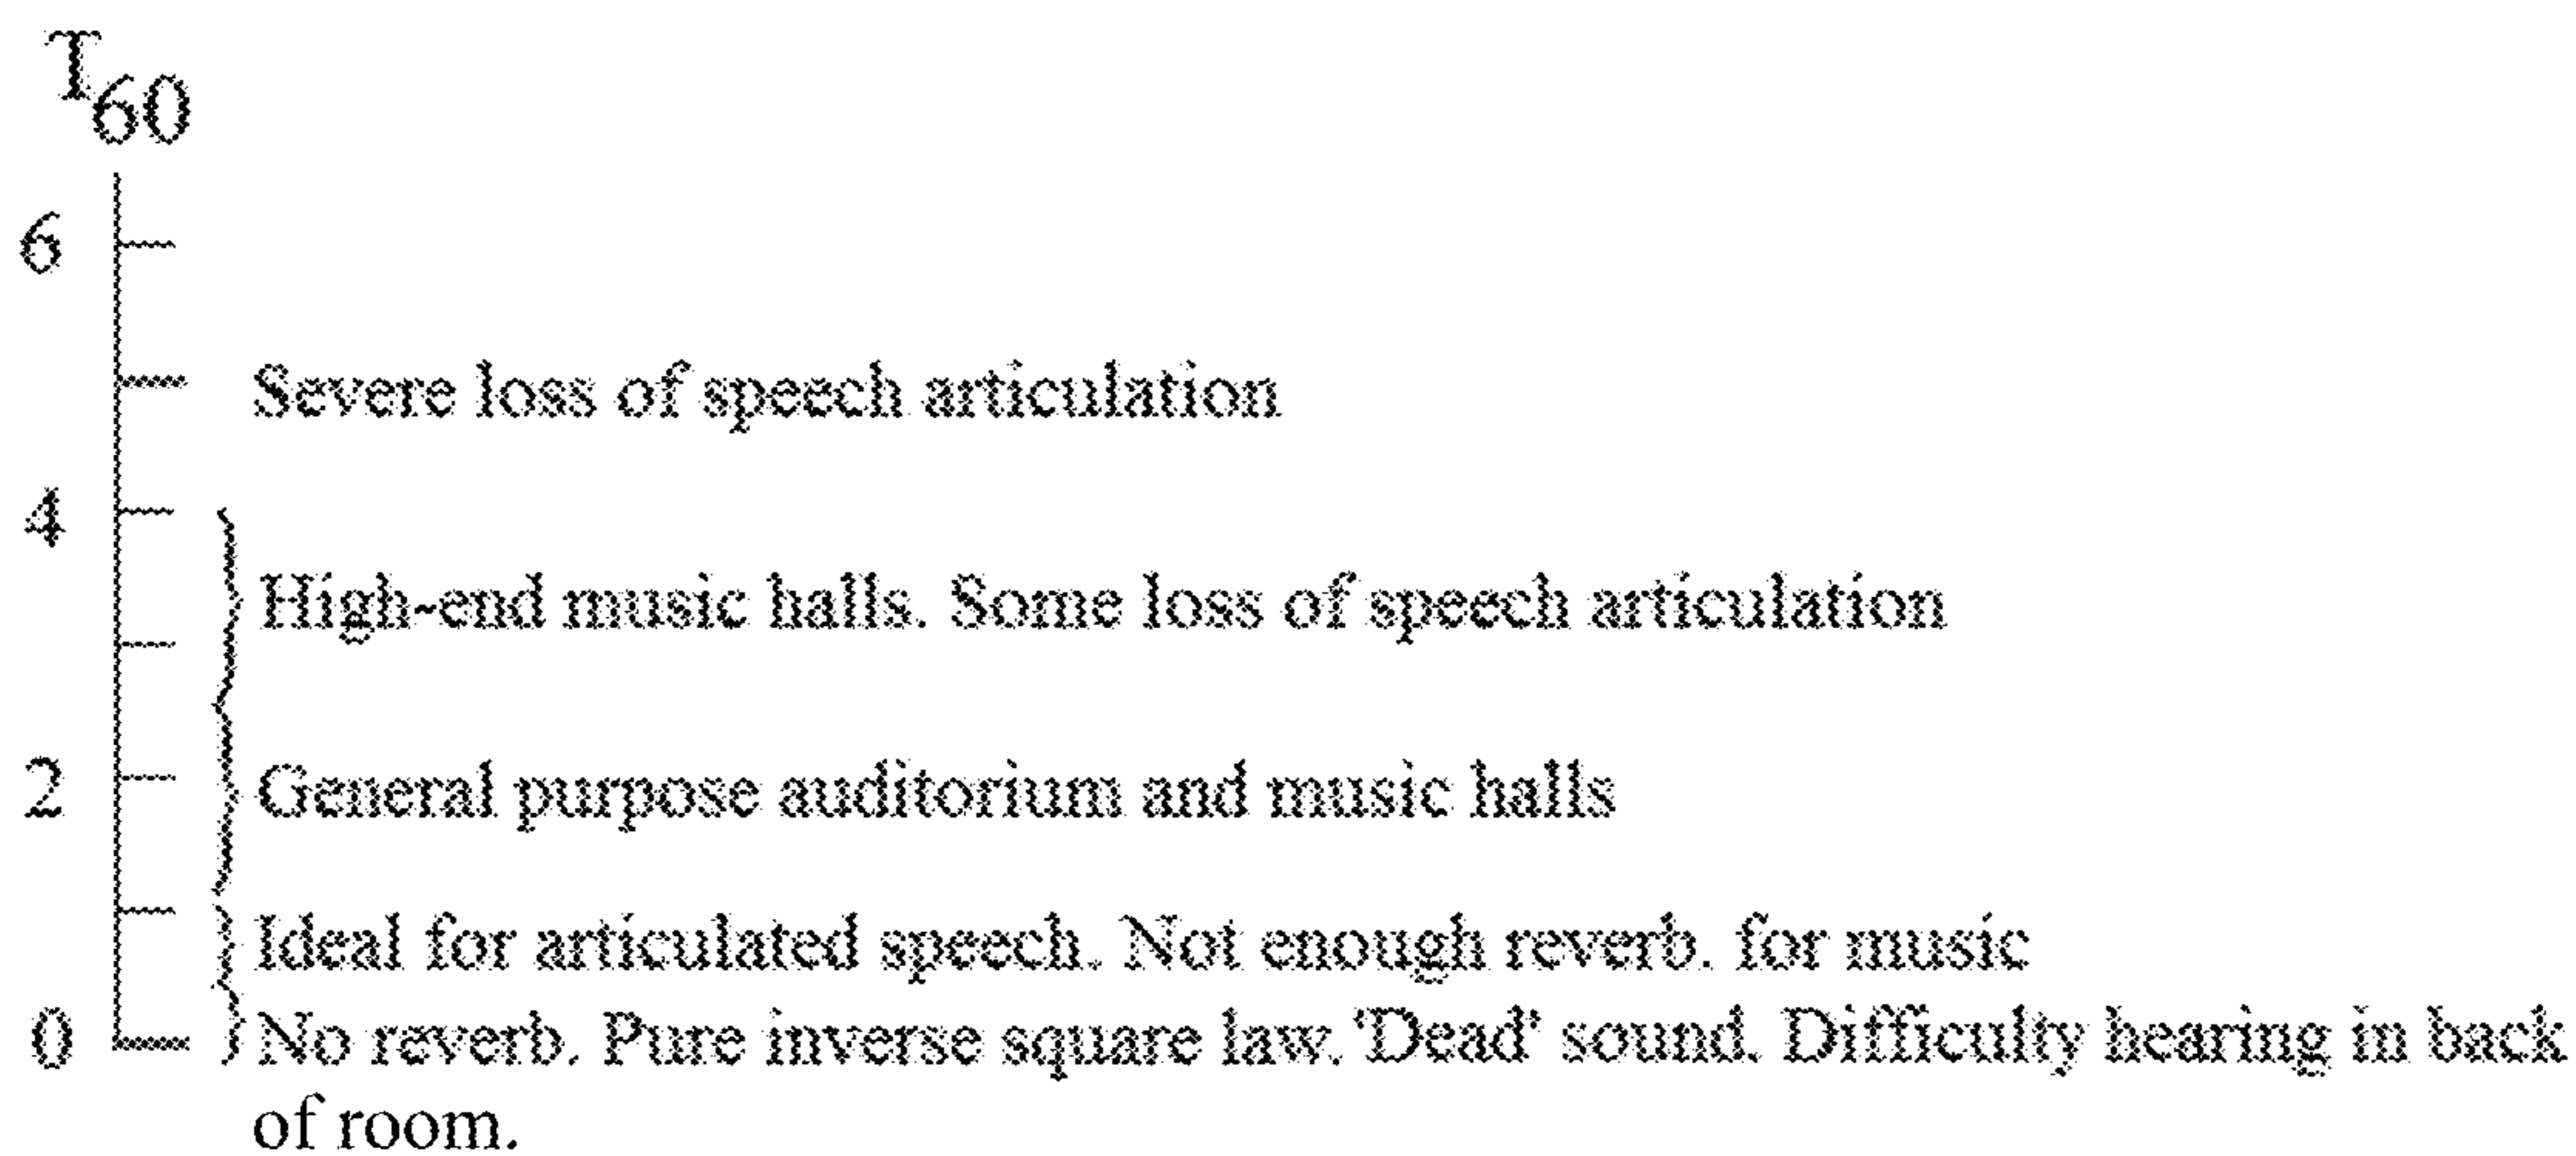 T60
6
Severe loss of speech articulation
4
High-end music halls. Some loss of speech articulation
2
General purpose auditorium and music halls
Ideal for articulated speech. Not enough reverb. for music
0
No reverb. Pure inverse square law. 'Dead' sound. Difficulty hearing in back
of room.